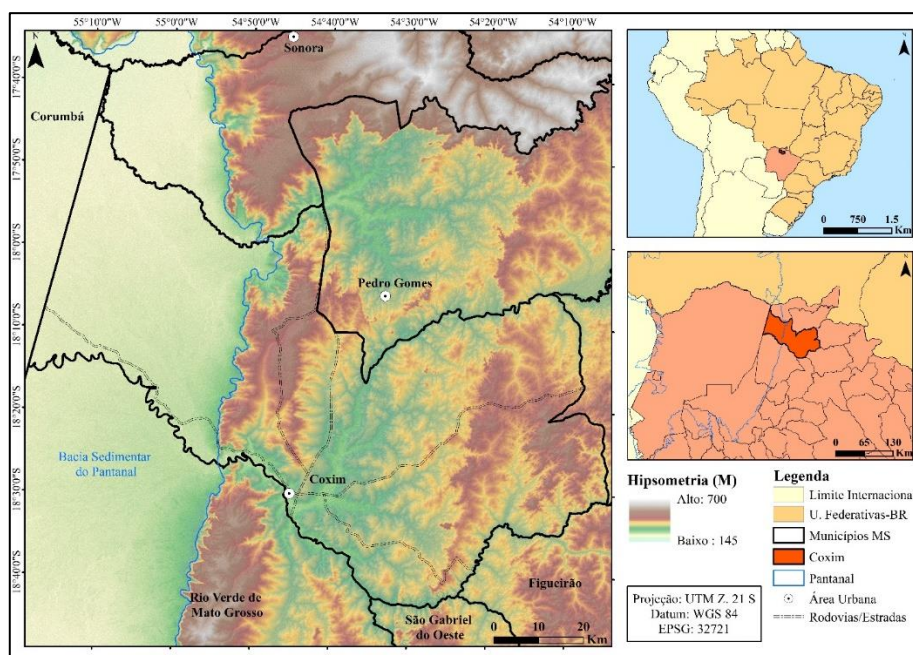 55°10'0"W 55°0'0"W 54°50'0"W 54°40'0"W 54°30'0"W 54°20'0"W 54°10'0"W
N
Sonora
17°40'0"S
Corumbá
17°50'0"S
18°0'0"S
Pedro Gomes
18°10'0"S
18°20'0"S
Bacia Sedimentar
do Pantanal
Coxim
18°30'0"S
18°40'0"S
Rio Verde de
Mato Grosso
São Gabriel
do Oeste
Figueirão
0 10 20
Km
N
0 750 1.5
Km
N
0 65 130
Km
Hipsometria (M)
Alto: 700
Baixo : 145
Legenda
Limite Internaciona
U. Federativas-BR
Municípios MS
Coxim
Pantanal
Área Urbana
Rodovias/Estradas
Projeção: UTM Z. 21 S
Datum: WGS 84
EPSG: 32721